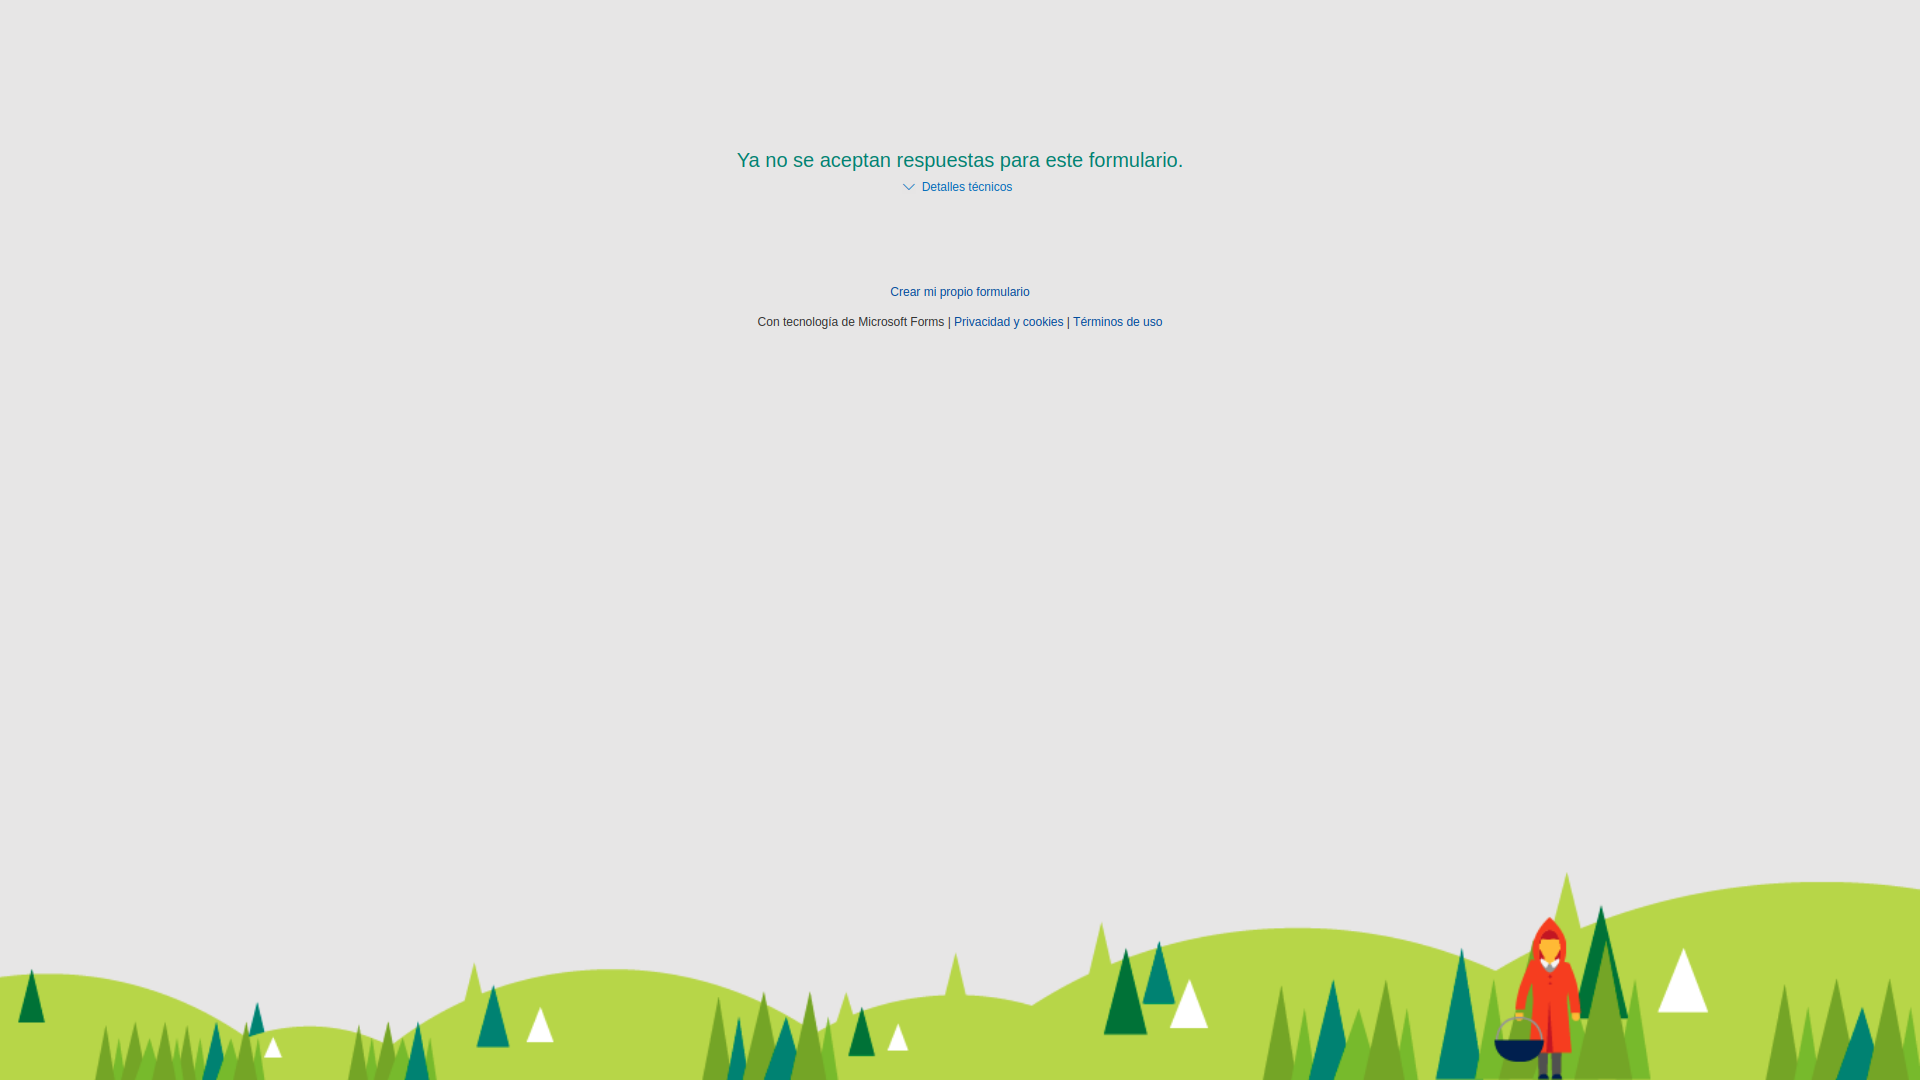 Ya no se aceptan respuestas para este formulario.
Detalles técnicos
Crear mi propio formulario
Con tecnología de Microsoft Forms | Privacidad y cookies | Términos de uso